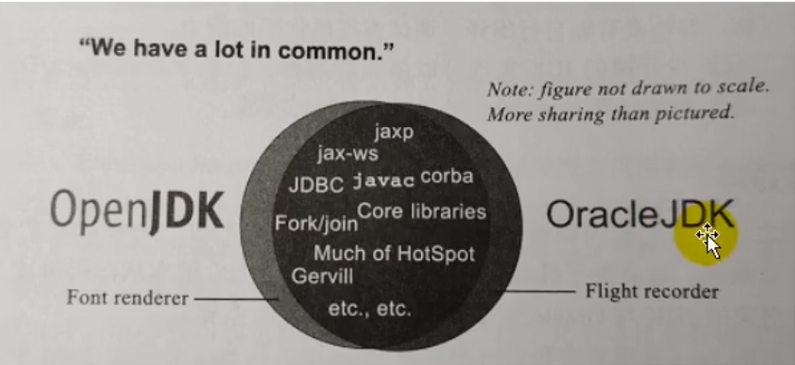 “We have a lot in common.”
Note: figure not drawn to scale.
More sharing than pictured.
jaxp
jax-ws
JDBC javac corba
OpenJDK
Fork/join Core libraries
OracleJDK
Much of HotSpot
Gervill
Font renderer
Flight recorder
etc., etc.